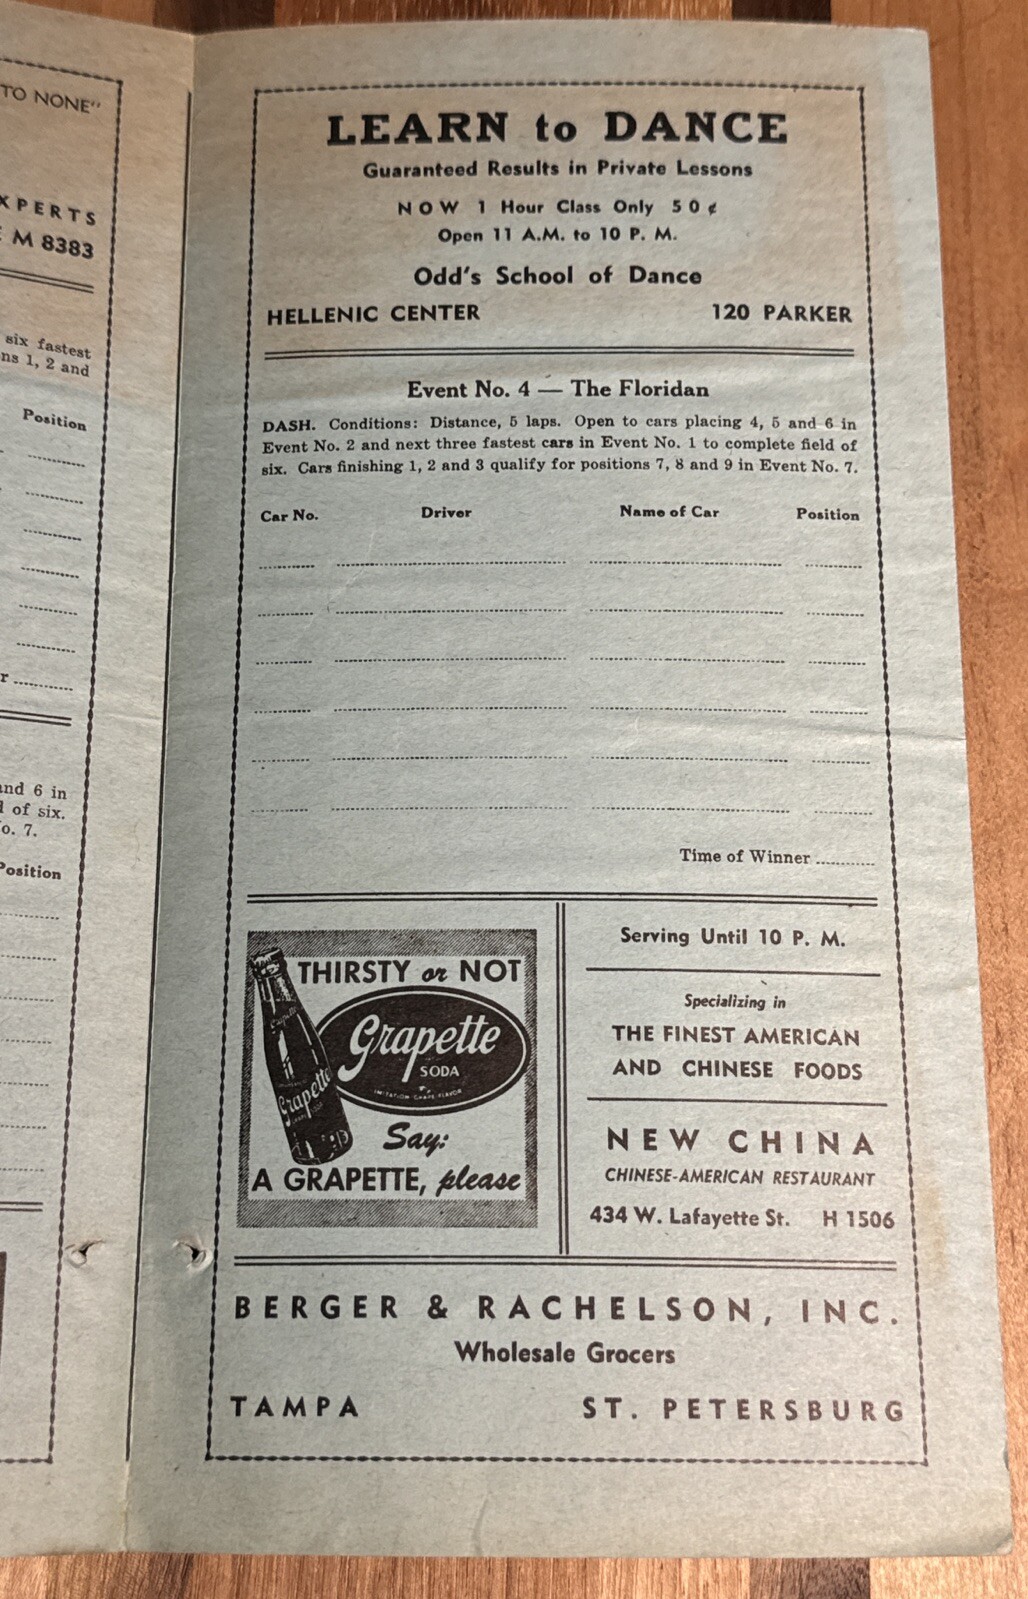 TO NONE"
XPERTS
M 8383
six fastest
ns 1, 2 and
Position
r
and 6 in
of six.
o. 7.
Position
LEARN to DANCE
Guaranteed Results in Private Lessons
NOW 1 Hour Class Only 50¢
Open 11 A.M. to 10 P. M.
Odd's School of Dance
HELLENIC CENTER 120 PARKER
Event No. 4 — The Floridan
DASH. Conditions: Distance, 5 laps. Open to cars placing 4, 5 and 6 in
Event No. 2 and next three fastest cars in Event No. 1 to complete field of
six. Cars finishing 1, 2 and 3 qualify for positions 7, 8 and 9 in Event No. 7.
Car No. Driver Name of Car Position
Time of Winner
THIRSTY or NOT
Grapette
SODA
IMITATION GRAPE FLAVOR
Grapette
Say:
A GRAPETTE, please
Serving Until 10 P. M.
Specializing in
THE FINEST AMERICAN
AND CHINESE FOODS
NEW CHINA
CHINESE-AMERICAN RESTAURANT
434 W. Lafayette St. H 1506
BERGER & RACHELSON, INC.
Wholesale Grocers
TAMPA ST. PETERSBURG